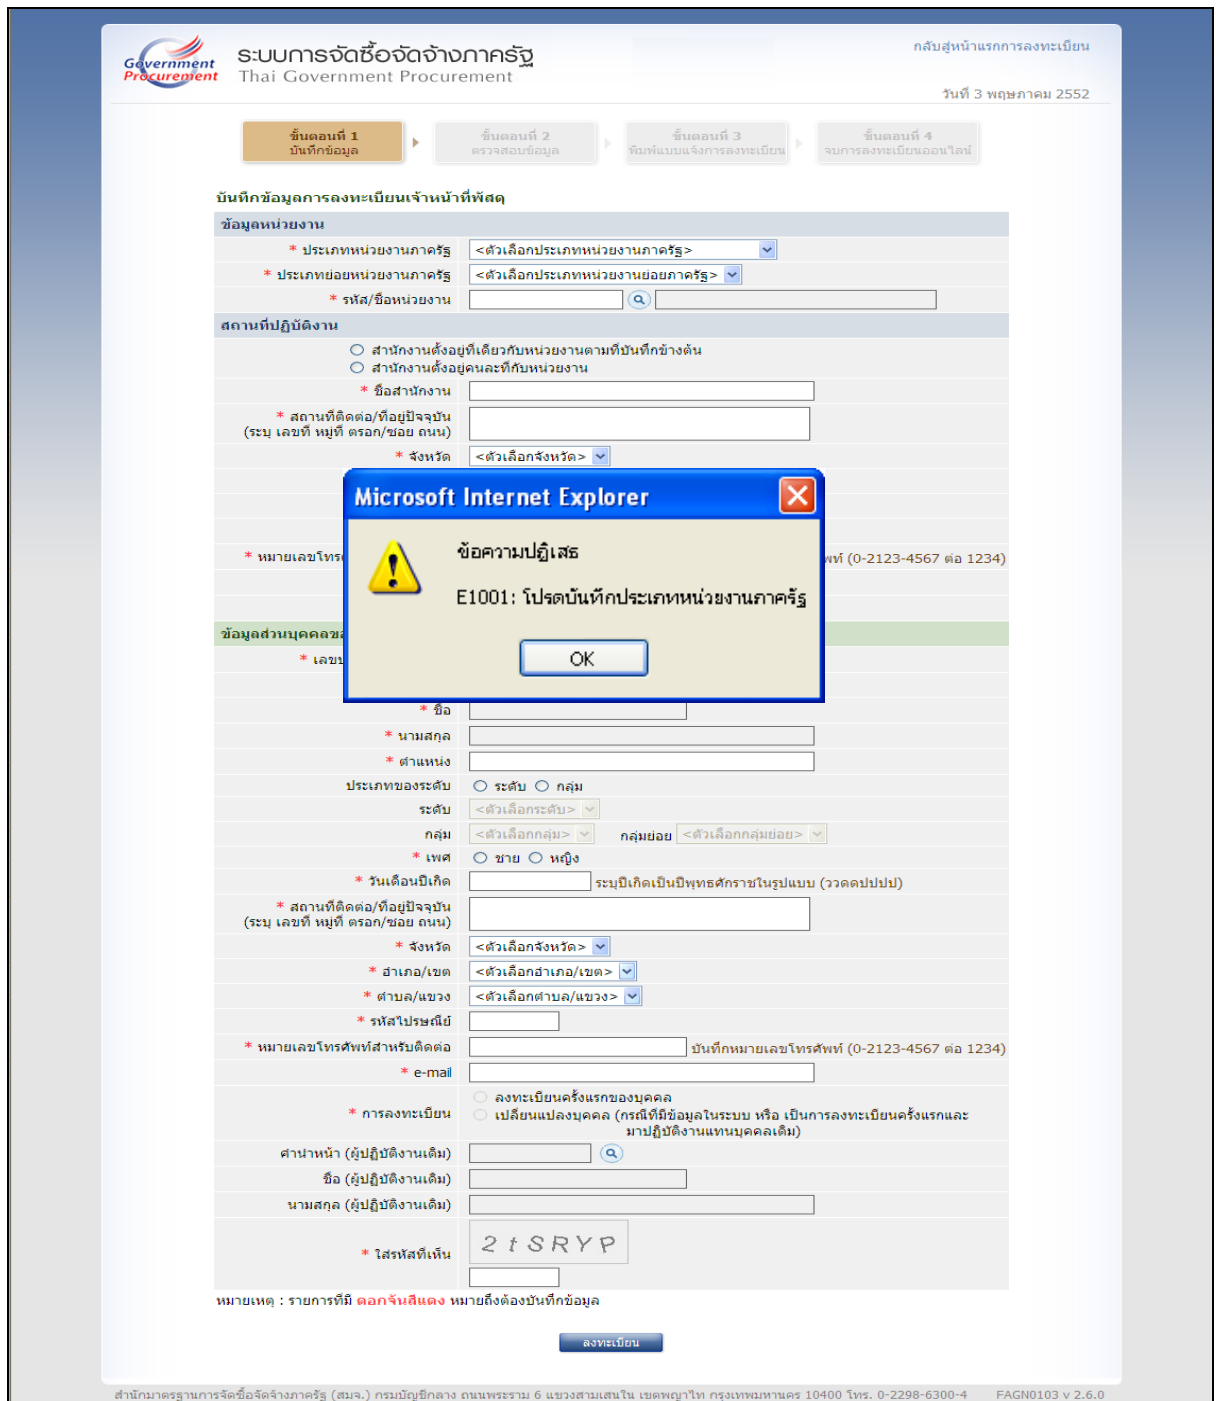 Government
Procurement
ระบบการจัดซื้อจัดจ้างภาครัฐ
Thai Government Procurement
กลับสู่หน้าแรกการลงทะเบียน
วันที่ 3 พฤษภาคม 2552
ขั้นตอนที่ 1
บันทึกข้อมูล
ขั้นตอนที่ 2
ตรวจสอบข้อมูล
ขั้นตอนที่ 3
พิมพ์แบบแจ้งการลงทะเบียน
ขั้นตอนที่ 4
จบการลงทะเบียนออนไลน์
บันทึกข้อมูลการลงทะเบียนเจ้าหน้าที่พัสดุ
ข้อมูลหน่วยงาน
* ประเภทหน่วยงานภาครัฐ <ตัวเลือกประเภทหน่วยงานภาครัฐ>
* ประเภทย่อยหน่วยงานภาครัฐ <ตัวเลือกประเภทหน่วยงานย่อยภาครัฐ>
* รหัส/ชื่อหน่วยงาน
สถานที่ปฏิบัติงาน
สำนักงานตั้งอยู่ที่เดียวกับหน่วยงานตามที่บันทึกข้างต้น
สำนักงานตั้งอยู่คนละที่กับหน่วยงาน
* ชื่อสำนักงาน
* สถานที่ติดต่อ/ที่อยู่ปัจจุบัน
(ระบุ เลขที่ หมู่ที่ ตรอก/ซอย ถนน)
* จังหวัด <ตัวเลือกจังหวัด>
Microsoft Internet Explorer
ข้อความปฏิเสธ
E1001: โปรดบันทึกประเภทหน่วยงานภาครัฐ
OK
* หมายเลขโทร
(0-2123-4567 ต่อ 1234)
ข้อมูลส่วนบุคคล
* ชื่อ
* นามสกุล
* ตำแหน่ง
ประเภทของระดับ ระดับ กลุ่ม
ระดับ <ตัวเลือกระดับ>
กลุ่ม <ตัวเลือกกลุ่ม> กลุ่มย่อย <ตัวเลือกกลุ่มย่อย>
* เพศ ชาย หญิง
* วันเดือนปีเกิด ระบุปีเกิดเป็นปีพุทธศักราชในรูปแบบ (ววดดปปปป)
* สถานที่ติดต่อ/ที่อยู่ปัจจุบัน
(ระบุ เลขที่ หมู่ที่ ตรอก/ซอย ถนน)
* จังหวัด <ตัวเลือกจังหวัด>
* อำเภอ/เขต <ตัวเลือกอำเภอ/เขต>
* ตำบล/แขวง <ตัวเลือกตำบล/แขวง>
* รหัสไปรษณีย์
* หมายเลขโทรศัพท์สำหรับติดต่อ บันทึกหมายเลขโทรศัพท์ (0-2123-4567 ต่อ 1234)
* e-mail
* การลงทะเบียน ลงทะเบียนครั้งแรกของบุคคล
เปลี่ยนแปลงบุคคล (กรณีที่มีข้อมูลในระบบ หรือ เป็นการลงทะเบียนครั้งแรกและ
มาปฏิบัติงานแทนบุคคลเดิม)
คำนำหน้า (ผู้ปฏิบัติงานเดิม)
ชื่อ (ผู้ปฏิบัติงานเดิม)
นามสกุล (ผู้ปฏิบัติงานเดิม)
2tSRYP
* ใส่รหัสที่เห็น
หมายเหตุ : รายการที่มี ดอกจันสีแดง หมายถึงต้องบันทึกข้อมูล
ลงทะเบียน
สำนักมาตรฐานการจัดซื้อจัดจ้างภาครัฐ (สมจ.) กรมบัญชีกลาง ถนนพระราม 6 แขวงสามเสนใน เขตพญาไท กรุงเทพมหานคร 10400 โทร. 0-2298-6300-4 FAGN0103 v 2.6.0